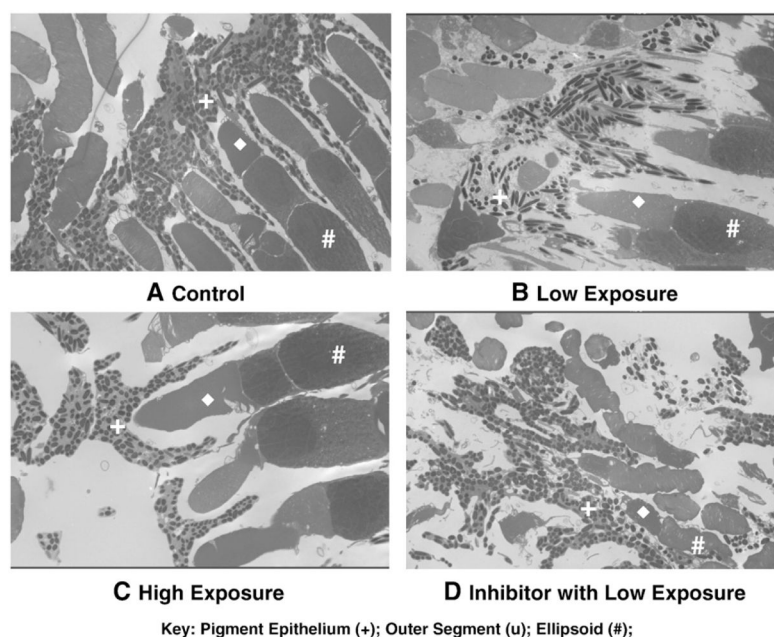 +
◆
#
+
◆
#
A Control
B Low Exposure
#
◆
+
+
◆
#
C High Exposure
D Inhibitor with Low Exposure
Key: Pigment Epithelium (+); Outer Segment (u); Ellipsoid (#);